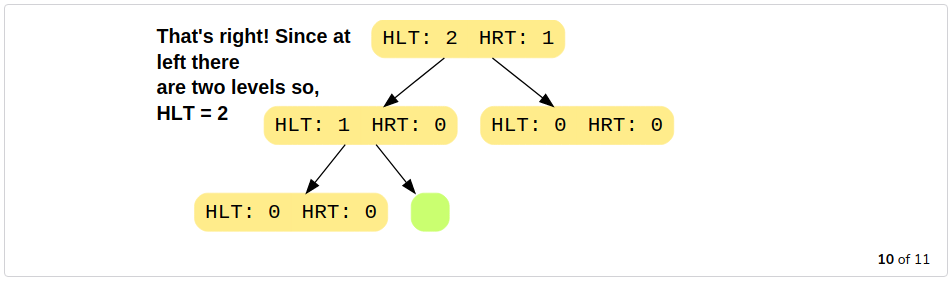 That's right! Since at
left there
are two levels so,
HLT = 2
HLT: 2 HRT: 1
HLT: 1 HRT: 0
HLT: 0 HRT: 0
HLT: 0 HRT: 0
10 of 11